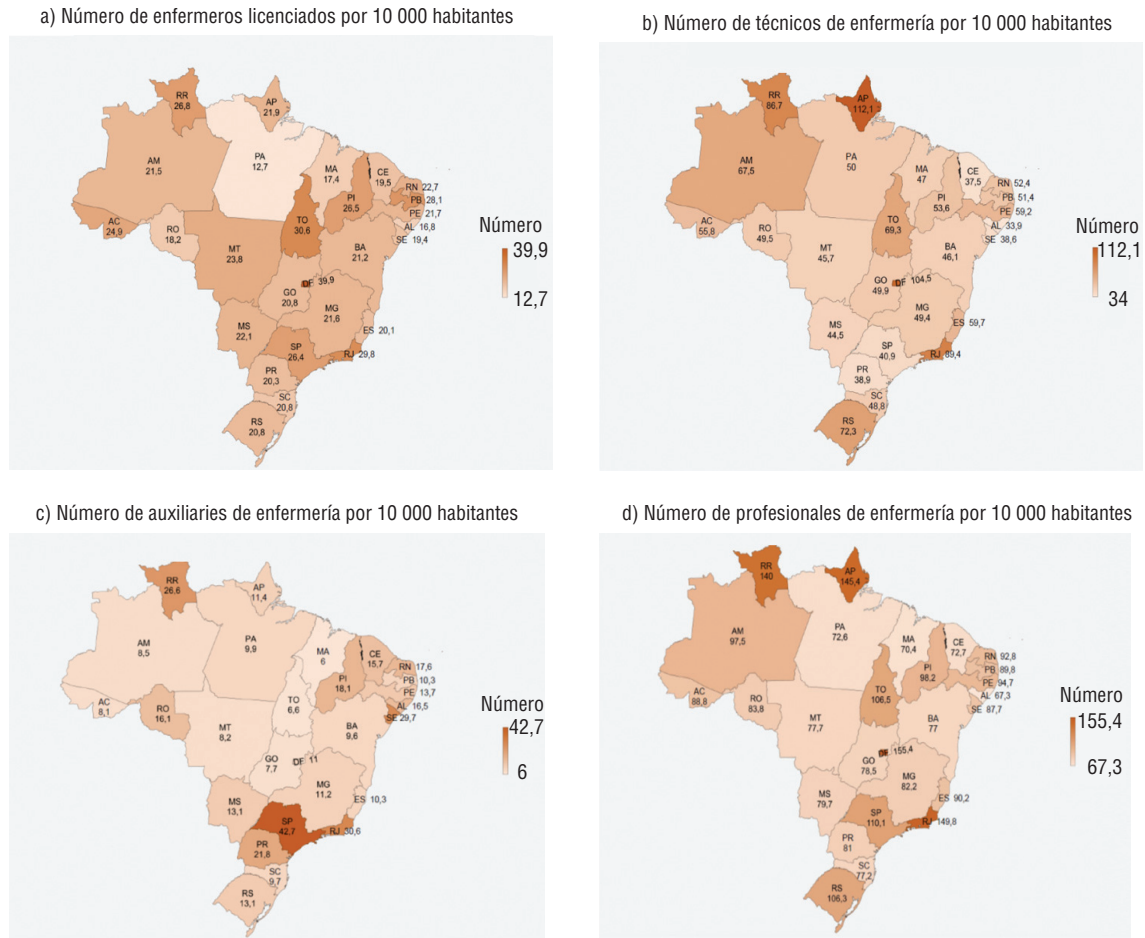 a) Número de enfermeros licenciados por 10 000 habitantes
RR
26,8
AP
21,9
AM
21,5
PA
12,7
MA
17,4
CE
19,5
RN 22,7
PB 28,1
PE 21,7
AL 16,8
SE 19,4
PI
26,5
AC
24,9
RO
18,2
TO
30,6
MT
23,8
BA
21,2
DF 39,9
GO
20,8
MG
21,6
ES 20,1
MS
22,1
SP
26,4
RJ 29,8
PR
20,3
SC
20,8
RS
20,8
Número
39,9
12,7
b) Número de técnicos de enfermería por 10 000 habitantes
RR
86,7
AP
112,1
AM
67,5
PA
50
MA
47
CE
37,5
RN 52,4
PB 51,4
PE 59,2
AL 33,9
SE 38,6
PI
53,6
AC
55,8
RO
49,5
TO
69,3
MT
45,7
BA
46,1
DF 104,5
GO
49,9
MG
49,4
ES 59,7
MS
44,5
SP
40,9
RJ 89,4
PR
38,9
SC
48,8
RS
72,3
Número
112,1
34
c) Número de auxiliaries de enfermería por 10 000 habitantes
RR
26,6
AP
11,4
AM
8,5
PA
9,9
MA
6
CE
15,7
RN 17,6
PB 10,3
PE 13,7
AL 16,5
SE 29,7
PI
18,1
AC
8,1
RO
16,1
TO
6,6
MT
8,2
BA
9,6
DF 11
GO
7,7
MG
11,2
ES 10,3
MS
13,1
SP
42,7
RJ 30,6
PR
21,8
SC
9,7
RS
13,1
Número
42,7
6
d) Número de profesionales de enfermería por 10 000 habitantes
RR
140
AP
145,4
AM
97,5
PA
72,6
MA
70,4
CE
72,7
RN 92,8
PB 89,8
PE 94,7
AL 67,3
SE 87,7
PI
98,2
AC
88,8
RO
83,8
TO
106,5
MT
77,7
BA
77
DF 155,4
GO
78,5
MG
82,2
ES 90,2
MS
79,7
SP
110,1
RJ 149,8
PR
81
SC
77,2
RS
106,3
Número
155,4
67,3